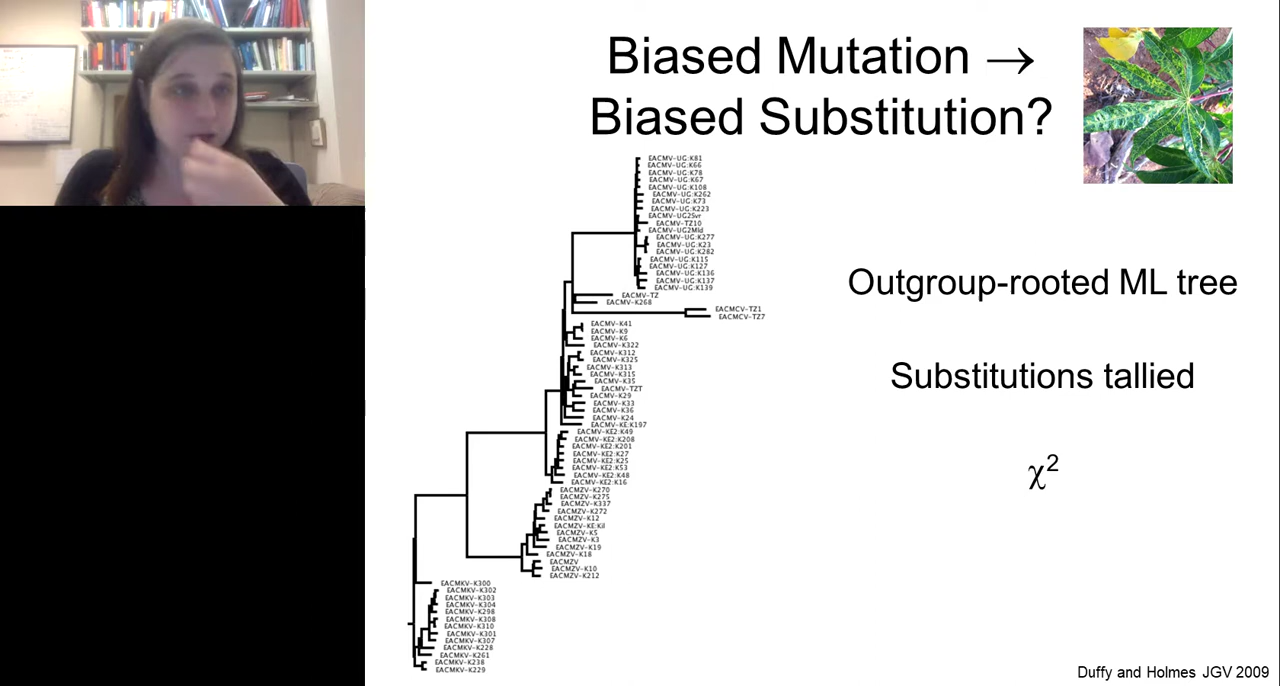 Biased Mutation →
Biased Substitution?
EACMV-UG:K81
EACMV-UG:K66
EACMV-UG:K78
EACMV-UG:K67
EACMV-UG:K108
EACMV-UG:K262
EACMV-UG:K73
EACMV-UG:K223
EACMV-UG2Svr
EACMV-TZ10
EACMV-UG2Mld
EACMV-UG:K277
EACMV-UG:K23
EACMV-UG:K282
EACMV-UG:K115
EACMV-UG:K127
EACMV-UG:K136
EACMV-UG:K137
EACMV-UG:K139
EACMV-TZ
EACMV-K268
EACMCV-TZ1
EACMCV-TZ7
EACMV-K41
EACMV-K9
EACMV-K6
EACMV-K322
EACMV-K312
EACMV-K325
EACMV-K313
EACMV-K315
EACMV-K35
EACMV-TZT
EACMV-K29
EACMV-K33
EACMV-K36
EACMV-K24
EACMV-KE:K197
EACMV-KE2:K49
EACMV-KE2:K208
EACMV-KE2:K201
EACMV-KE2:K27
EACMV-KE2:K25
EACMV-KE2:K53
EACMV-KE2:K48
EACMV-KE2:K16
EACMZV-K270
EACMZV-K275
EACMZV-K337
EACMZV-K272
EACMZV-K12
EACMZV-KE:Kil
EACMZV-K5
EACMZV-K3
EACMZV-K19
EACMZV-K18
EACMZV
EACMZV-K10
EACMZV-K212
EACMKV-K300
EACMKV-K302
EACMKV-K303
EACMKV-K304
EACMKV-K298
EACMKV-K308
EACMKV-K310
EACMKV-K301
EACMKV-K307
EACMKV-K228
EACMKV-K261
EACMKV-K238
EACMKV-K229
Outgroup-rooted ML tree
Substitutions tallied
χ²
Duffy and Holmes JGV 2009